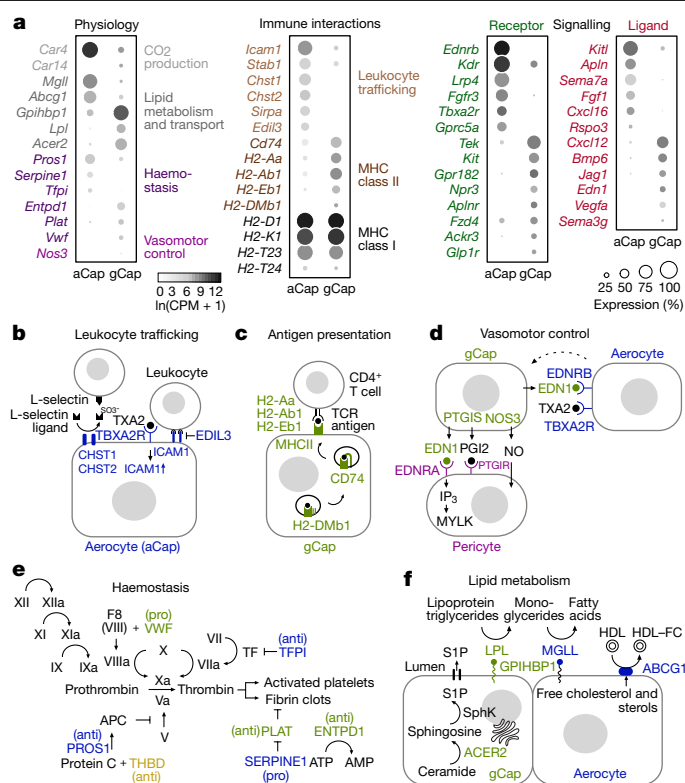 a
Physiology
Car4
Car14
Mgll
Abcg1
Gpihbp1
Lpl
Acer2
Pros1
Serpine1
Tfpi
Entpd1
Plat
Vwf
Nos3
aCap gCap
CO2
production
Lipid
metabolism
and transport
Haemo-
stasis
Vasomotor
control
0 3 6 9 12
ln(CPM + 1)
Immune interactions
Icam1
Stab1
Chst1
Chst2
Sirpa
Edil3
Cd74
H2-Aa
H2-Ab1
H2-Eb1
H2-DMb1
H2-D1
H2-K1
H2-T23
H2-T24
aCap gCap
Leukocyte
trafficking
MHC
class II
MHC
class I
Receptor
Signalling
Ligand
Ednrb
Kdr
Lrp4
Fgfr3
Tbxa2r
Gprc5a
Tek
Kit
Gpr182
Npr3
Aplnr
Fzd4
Ackr3
Glp1r
aCap gCap
Kitl
Apln
Sema7a
Fgf1
Cxcl16
Rspo3
Cxcl12
Bmp6
Jag1
Edn1
Vegfa
Sema3g
aCap gCap
25 50 75 100
Expression (%)
b
Leukocyte trafficking
Leukocyte
L-selectin
SO3-
L-selectin
ligand
TXA2
TBXA2R
EDIL3
CHST1
CHST2
ICAM1
ICAM1
Aerocyte (aCap)
c
Antigen presentation
CD4+
T cell
H2-Aa
H2-Ab1
H2-Eb1
TCR
antigen
MHCII
CD74
H2-DMb1
gCap
d
Vasomotor control
gCap
Aerocyte
EDNRB
EDN1
TXA2
TBXA2R
PTGIS NOS3
EDN1 PGI2 NO
EDNRA
PTGIR
IP3
MYLK
Pericyte
e
Haemostasis
XII XIIa
XI XIa
IX IXa
F8
(VIII) +
(pro)
VWF
VIIIa
X
VII
VIIa
TF
(anti)
TFPI
Xa
Prothrombin
Thrombin
Va
Activated platelets
Fibrin clots
APC
V
(anti)
PROS1
Protein C + THBD
(anti)
(anti)PLAT
(anti)
ENTPD1
SERPINE1
(pro)
ATP AMP
f
Lipid metabolism
Lipoprotein
triglycerides
Mono-
glycerides
Fatty
acids
S1P
Lumen
LPL
GPIHBP1
MGLL
HDL HDL–FC
ABCG1
S1P
SphK
Sphingosine
ACER2
Ceramide
gCap
Free cholesterol and
sterols
Aerocyte